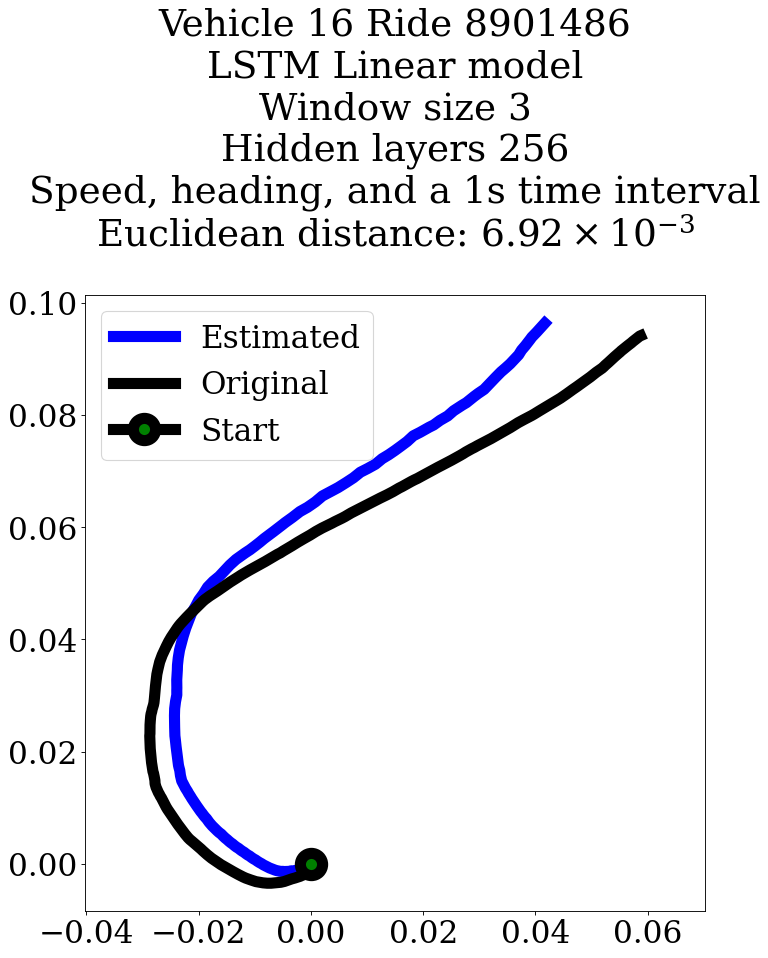 Vehicle 16 Ride 8901486
LSTM Linear model
Window size 3
Hidden layers 256
Speed, heading, and a 1s time interval
Euclidean distance: 6.92 × 10⁻³
Estimated
Original
Start
0.10
0.08
0.06
0.04
0.02
0.00
−0.04 −0.02 0.00 0.02 0.04 0.06